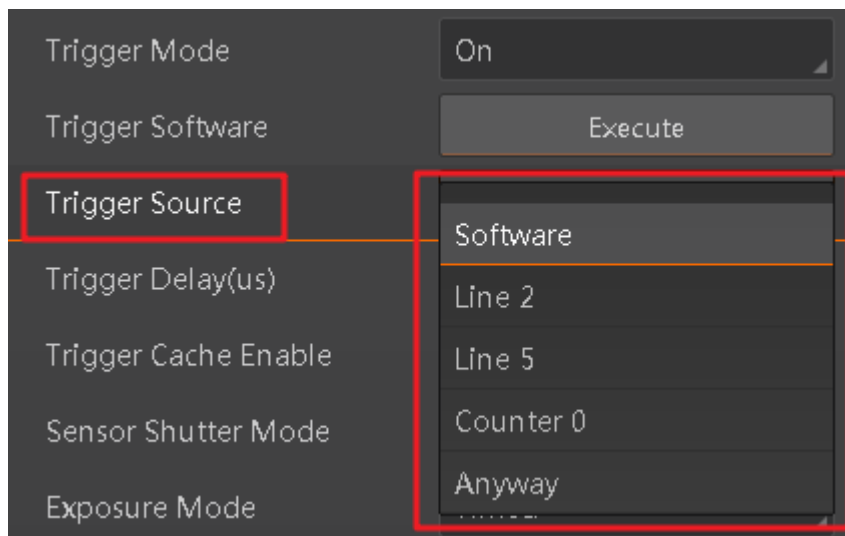 Trigger Mode On
Trigger Software Execute
Trigger Source
Software
Trigger Delay(us)
Line 2
Trigger Cache Enable
Line 5
Sensor Shutter Mode
Counter 0
Anyway
Exposure Mode